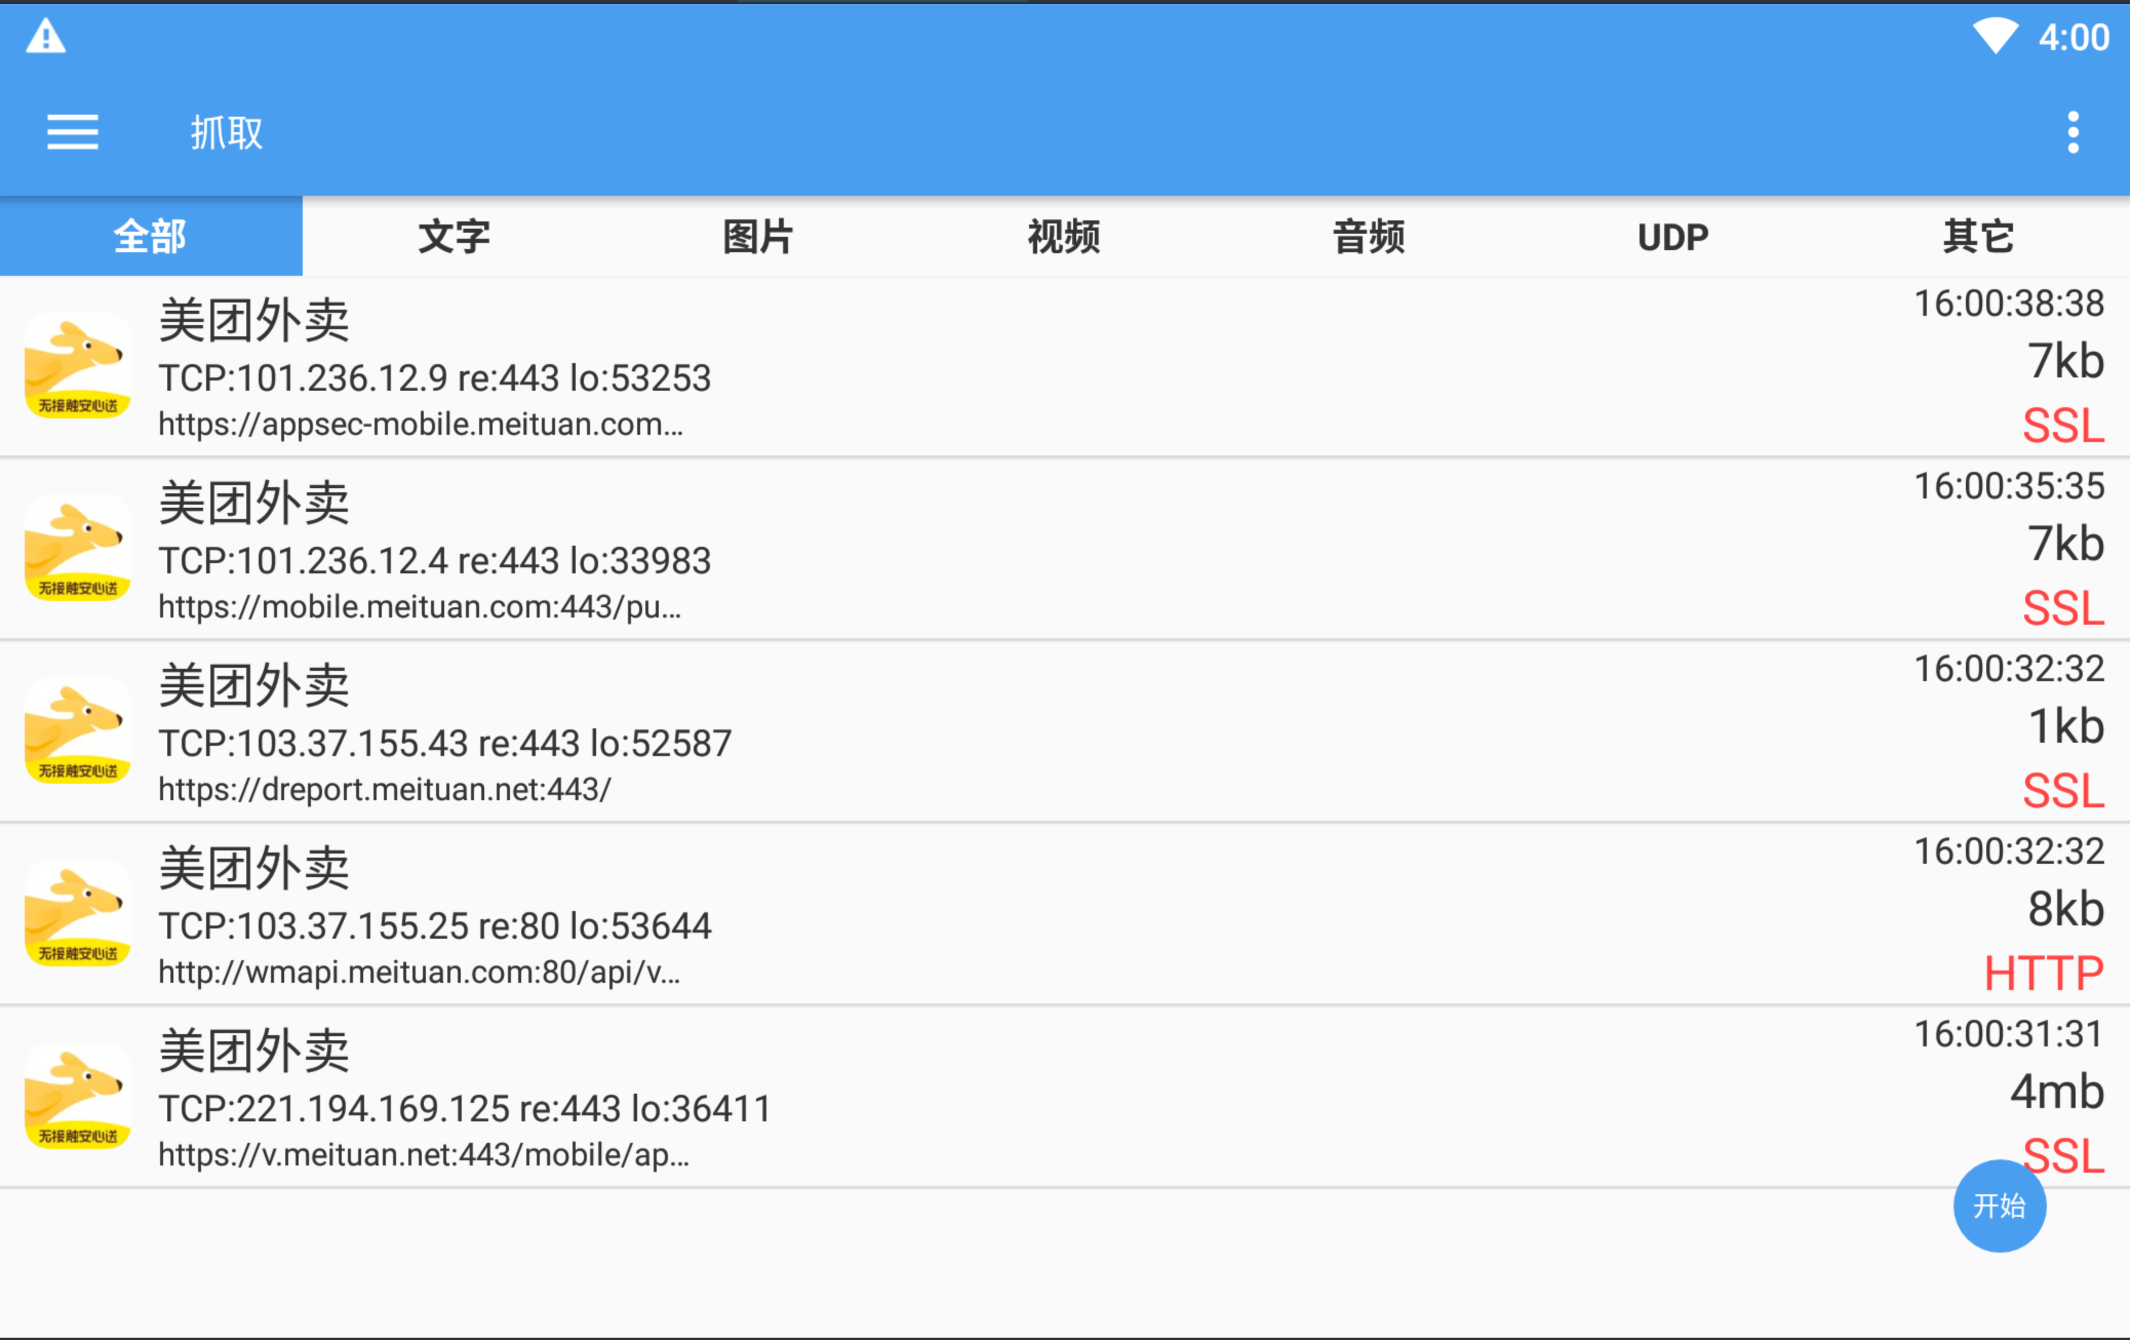 4:00
抓取
全部 文字 图片 视频 音频 UDP 其它
美团外卖 16:00:38:38
TCP:101.236.12.9 re:443 lo:53253 7kb
无接触安心送
https://appsec-mobile.meituan.com... SSL
美团外卖 16:00:35:35
TCP:101.236.12.4 re:443 lo:33983 7kb
无接触安心送
https://mobile.meituan.com:443/pu... SSL
美团外卖 16:00:32:32
TCP:103.37.155.43 re:443 lo:52587 1kb
无接触安心送
https://dreport.meituan.net:443/ SSL
美团外卖 16:00:32:32
TCP:103.37.155.25 re:80 lo:53644 8kb
无接触安心送
http://wmapi.meituan.com:80/api/v... HTTP
美团外卖 16:00:31:31
TCP:221.194.169.125 re:443 lo:36411 4mb
无接触安心送
https://v.meituan.net:443/mobile/ap... SSL
开始